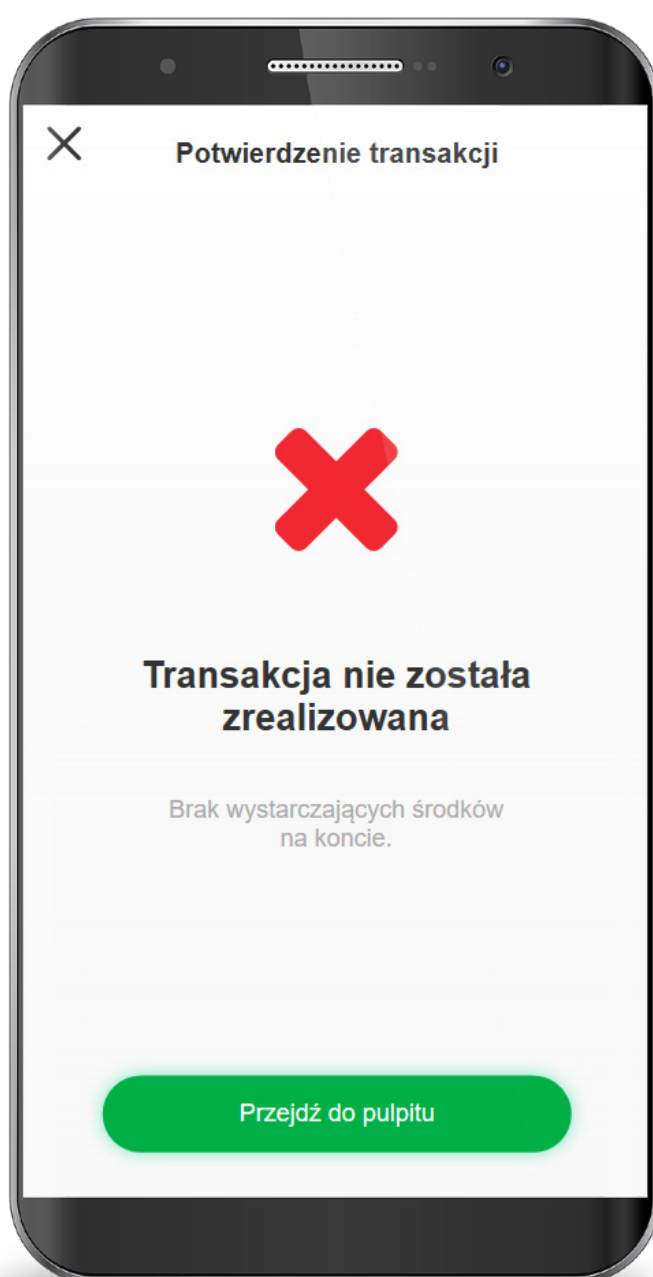 Potwierdzenie transakcji
Transakcja nie została
zrealizowana
Brak wystarczających środków
na koncie.
Przejdź do pulpitu